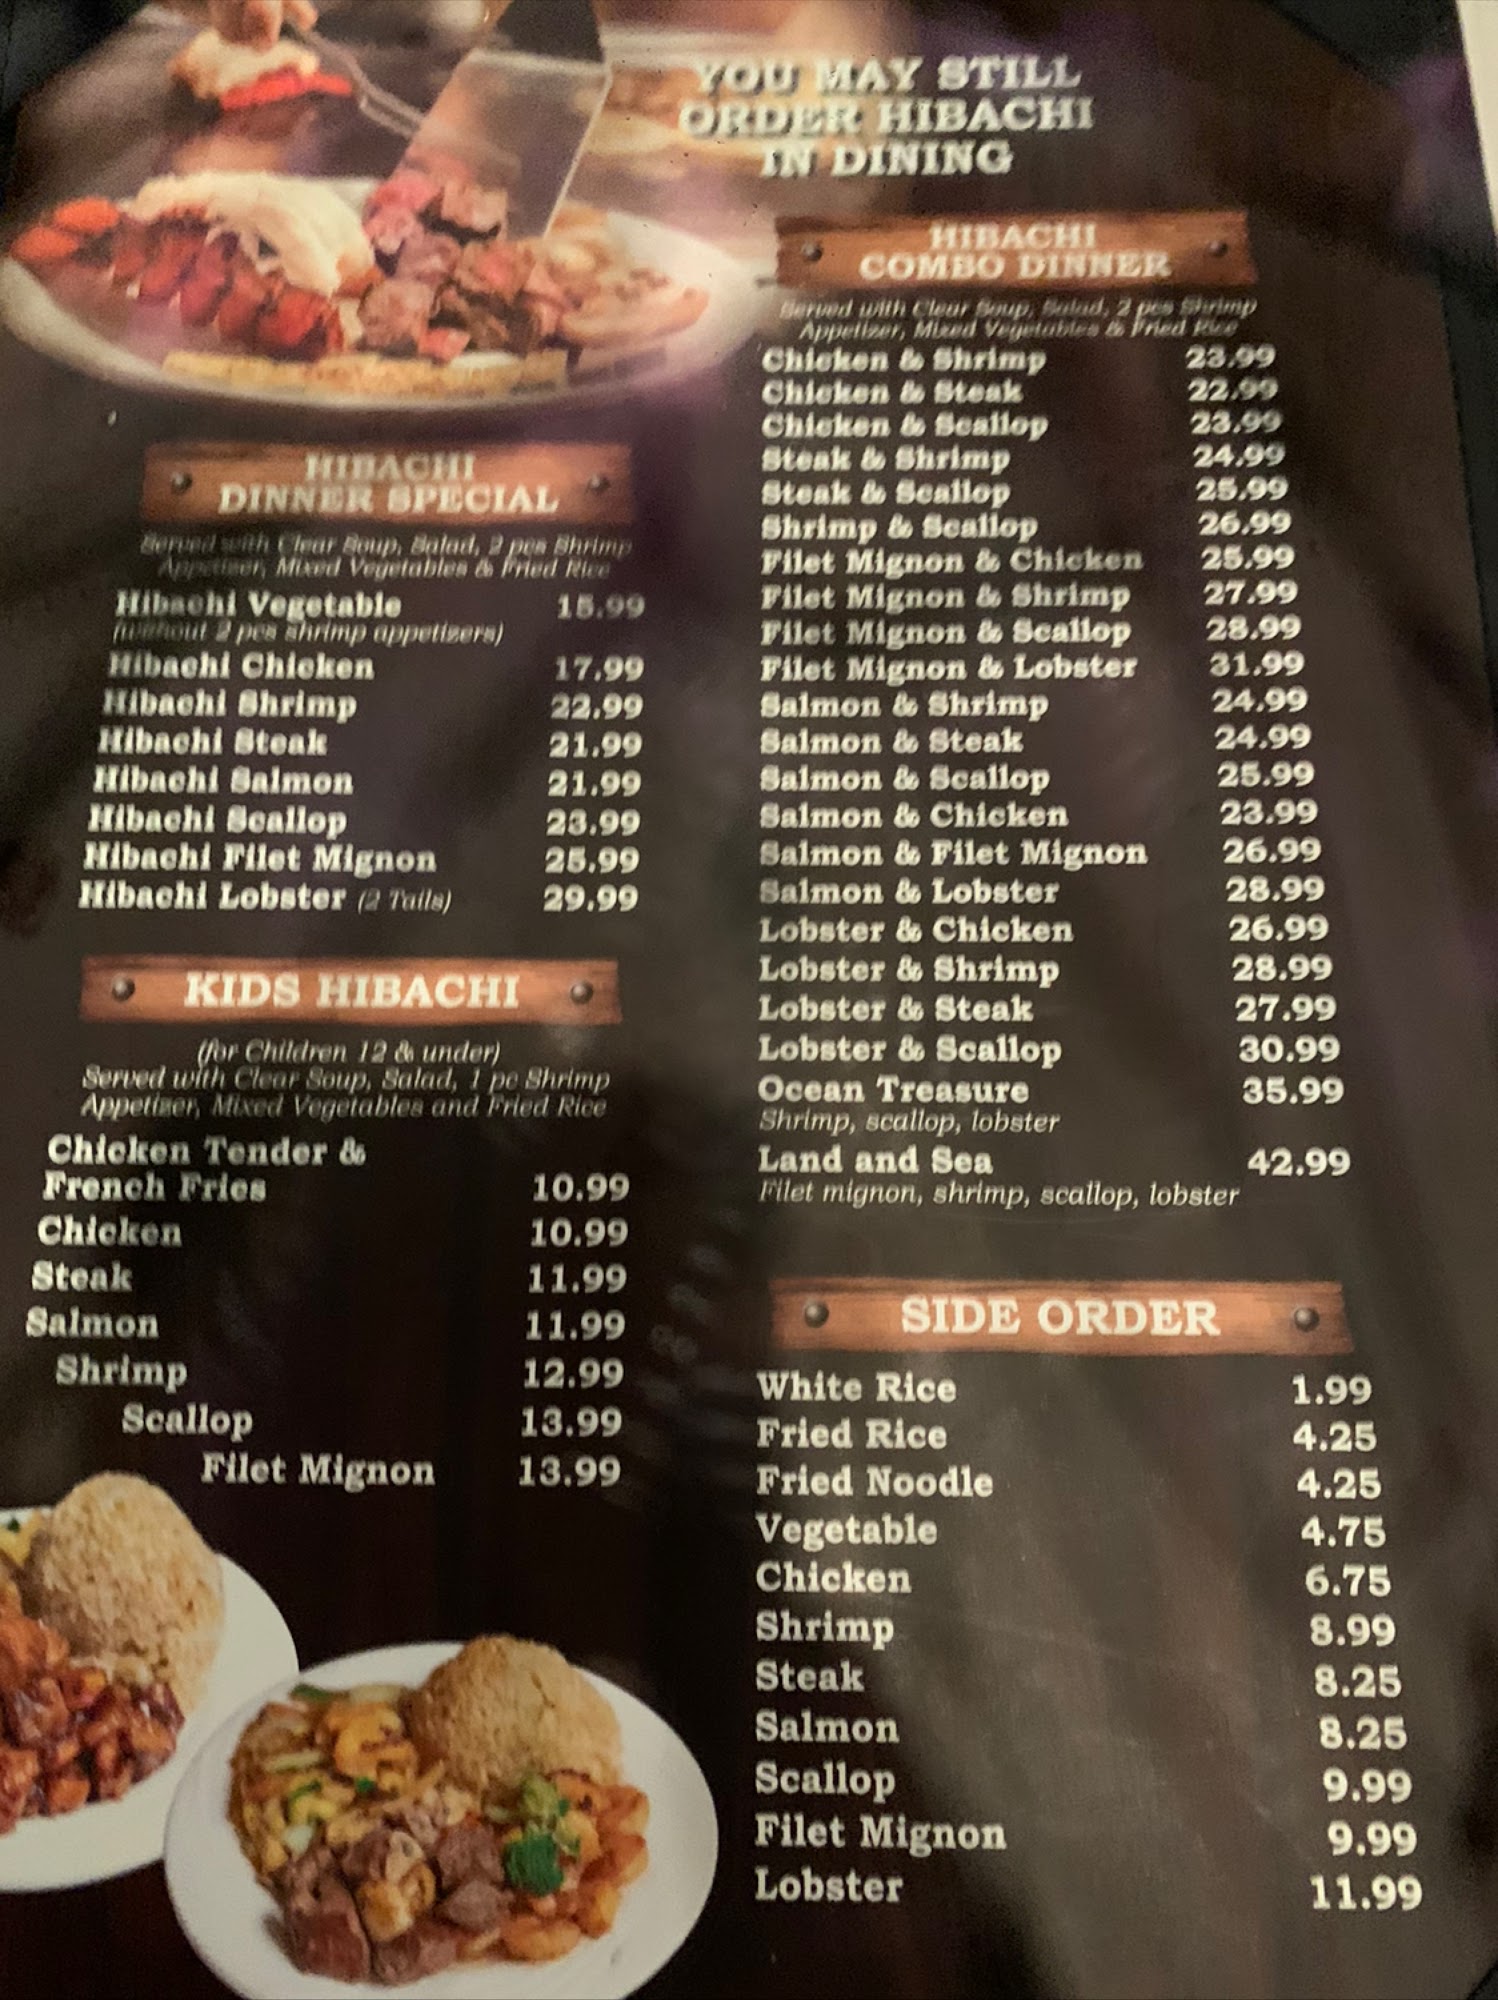 YOU MAY STILL
ORDER HIBACHI
IN DINING
HIBACHI
DINNER SPECIAL
Served with Clear Soup, Salad, 2 pcs Shrimp
Appetizer, Mixed Vegetables & Fried Rice
Hibachi Vegetable 15.99
(without 2 pcs shrimp appetizers)
Hibachi Chicken 17.99
Hibachi Shrimp 22.99
Hibachi Steak 21.99
Hibachi Salmon 21.99
Hibachi Scallop 23.99
Hibachi Filet Mignon 25.99
Hibachi Lobster (2 Tails) 29.99
KIDS HIBACHI
(for Children 12 & under)
Served with Clear Soup, Salad, 1 pc Shrimp
Appetizer, Mixed Vegetables and Fried Rice
Chicken Tender &
French Fries 10.99
Chicken 10.99
Steak 11.99
Salmon 11.99
Shrimp 12.99
Scallop 13.99
Filet Mignon 13.99
HIBACHI
COMBO DINNER
Served with Clear Soup, Salad, 2 pcs Shrimp
Appetizer, Mixed Vegetables & Fried Rice
Chicken & Shrimp 23.99
Chicken & Steak 22.99
Chicken & Scallop 23.99
Steak & Shrimp 24.99
Steak & Scallop 25.99
Shrimp & Scallop 26.99
Filet Mignon & Chicken 25.99
Filet Mignon & Shrimp 27.99
Filet Mignon & Scallop 28.99
Filet Mignon & Lobster 31.99
Salmon & Shrimp 24.99
Salmon & Steak 24.99
Salmon & Scallop 25.99
Salmon & Chicken 23.99
Salmon & Filet Mignon 26.99
Salmon & Lobster 28.99
Lobster & Chicken 26.99
Lobster & Shrimp 28.99
Lobster & Steak 27.99
Lobster & Scallop 30.99
Ocean Treasure 35.99
Shrimp, scallop, lobster
Land and Sea 42.99
Filet mignon, shrimp, scallop, lobster
SIDE ORDER
White Rice 1.99
Fried Rice 4.25
Fried Noodle 4.25
Vegetable 4.75
Chicken 6.75
Shrimp 8.99
Steak 8.25
Salmon 8.25
Scallop 9.99
Filet Mignon 9.99
Lobster 11.99